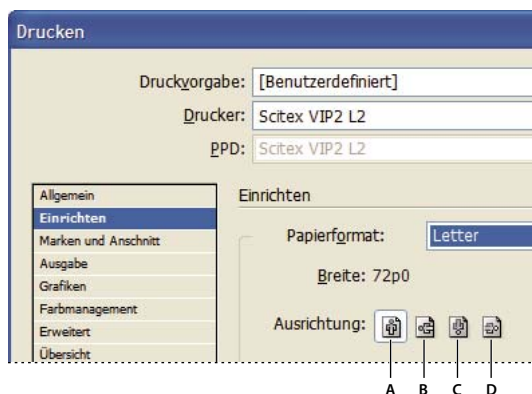 Drucken
Druckvorgabe: [Benutzerdefiniert]
Drucker: Scitex VIP2 L2
PPD: Scitex VIP2 L2
Allgemein
Einrichten
Marken und Anschnitt
Ausgabe
Grafiken
Farbmanagement
Erweitert
Übersicht
Einrichten
Papierformat: Letter
Breite: 72p0
Ausrichtung:
A B C D